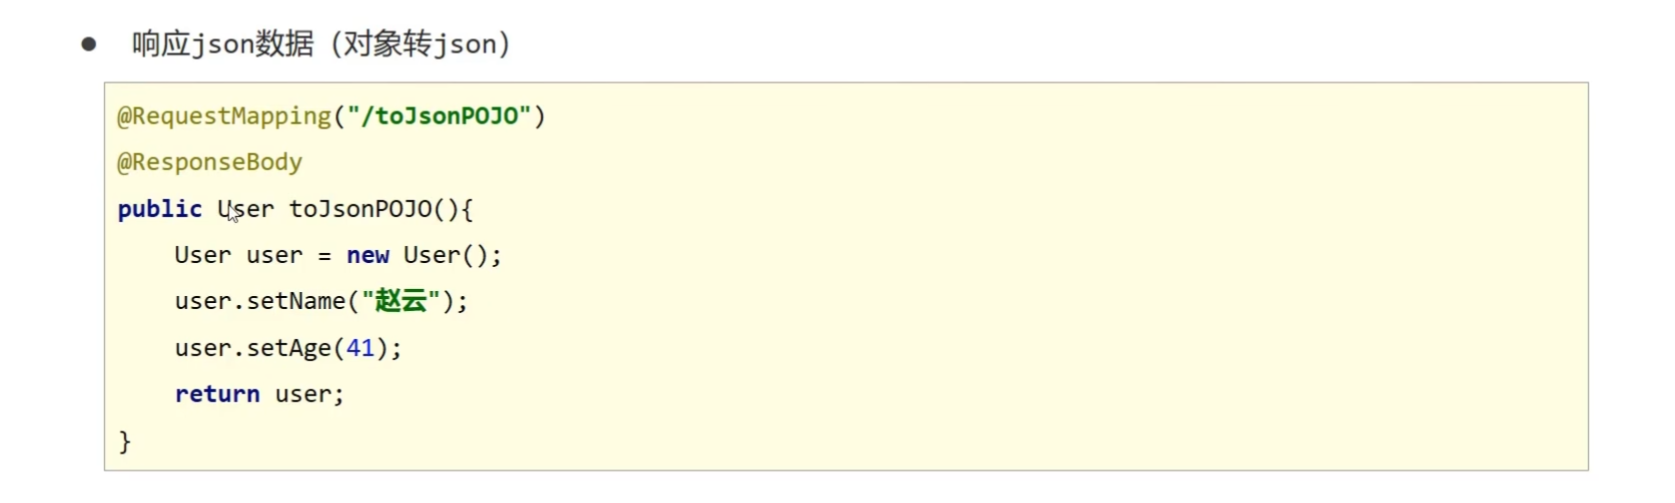 ● 响应json数据（对象转json）
@RequestMapping("/toJsonPOJO")
@ResponseBody
public User toJsonPOJO(){
    User user = new User();
    user.setName("赵云");
    user.setAge(41);
    return user;
}